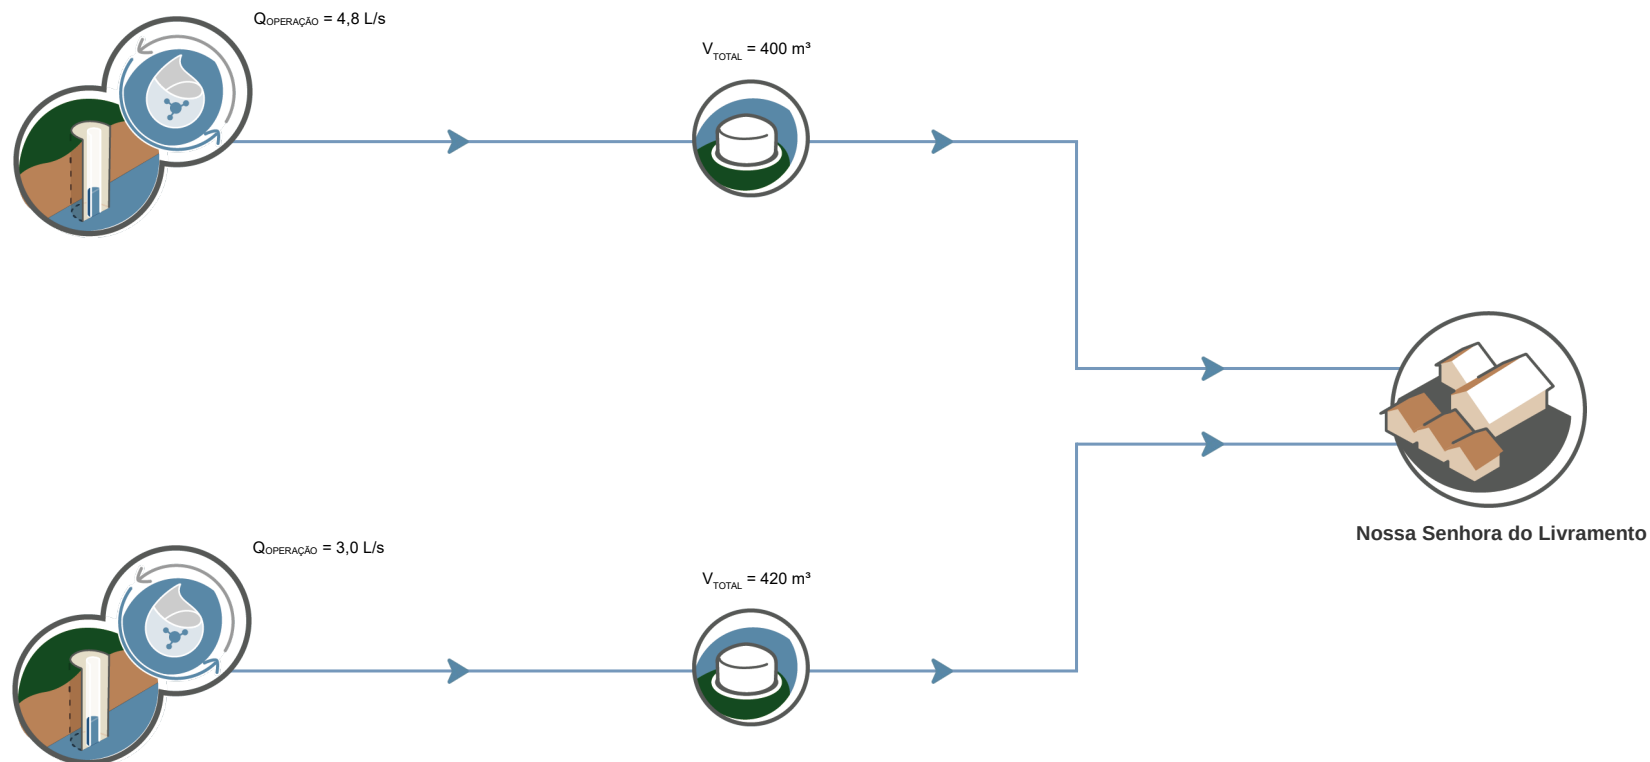 QOPERAÇÃO = 4,8 L/s
VTOTAL = 400 m³
Nossa Senhora do Livramento
QOPERAÇÃO = 3,0 L/s
VTOTAL = 420 m³